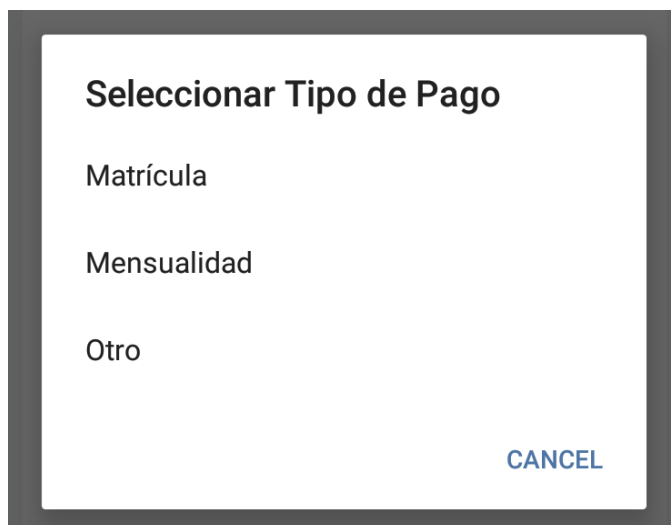 Seleccionar Tipo de Pago
Matrícula
Mensualidad
Otro
CANCEL